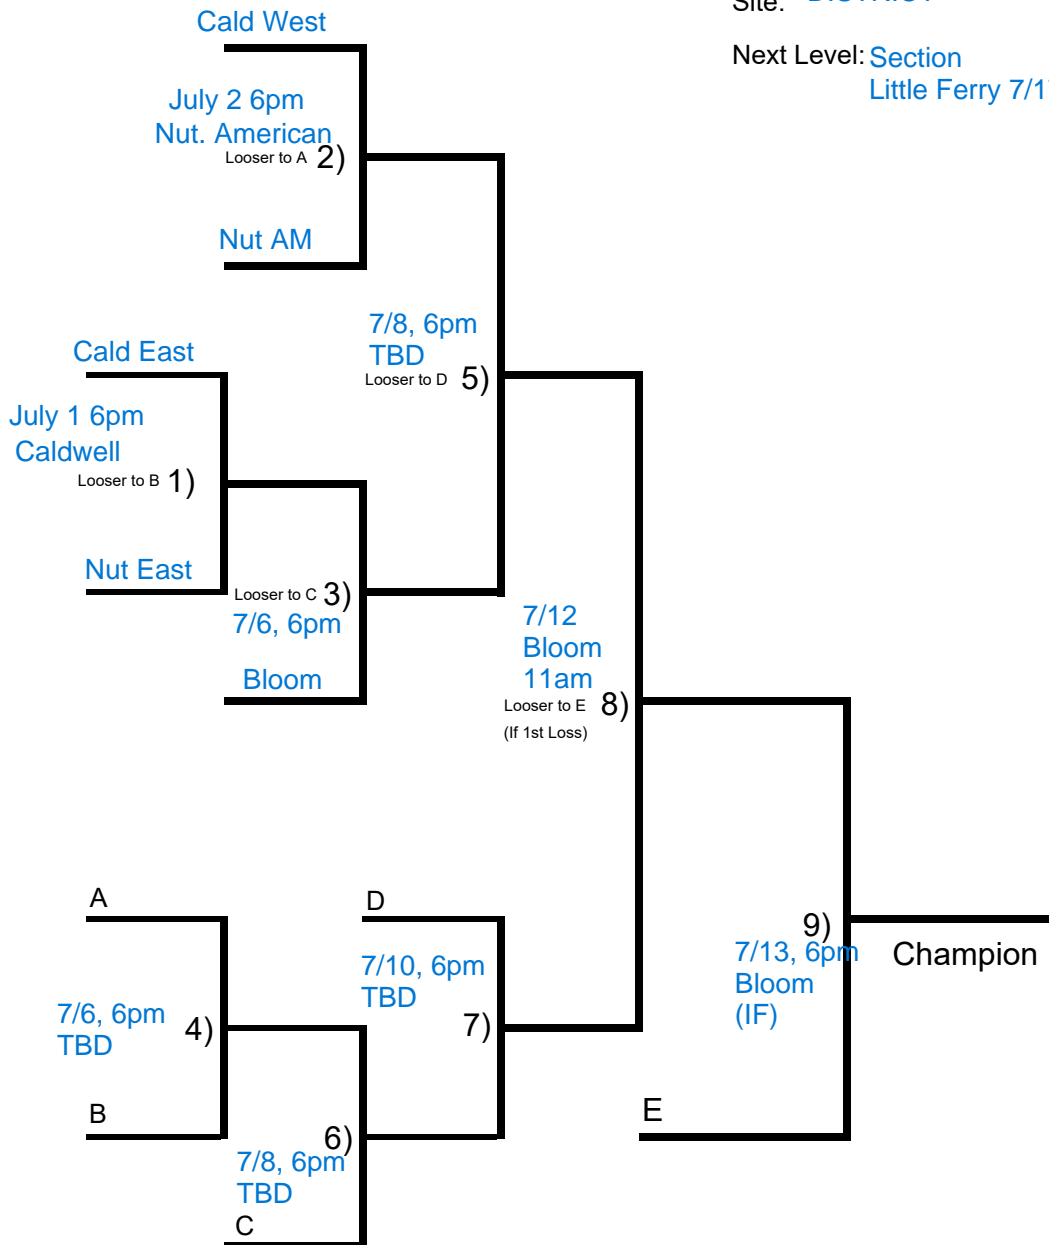 Site:
Cald West
Next Level: Section
Little Ferry 7/1
July 2 6pm
Nut. American
Looser to A 2)
Nut AM
7/8, 6pm
TBD
Looser to D 5)
Cald East
July 1 6pm
Caldwell
Looser to B 1)
Nut East
Looser to C 3)
7/6, 6pm
Bloom
7/12
Bloom
11am
Looser to E 8)
(If 1st Loss)
A
D
9)
7/13, 6pm
Bloom
(IF)
Champion
7/10, 6pm
TBD
7)
7/6, 6pm
TBD
4)
B
E
6)
7/8, 6pm
TBD
C